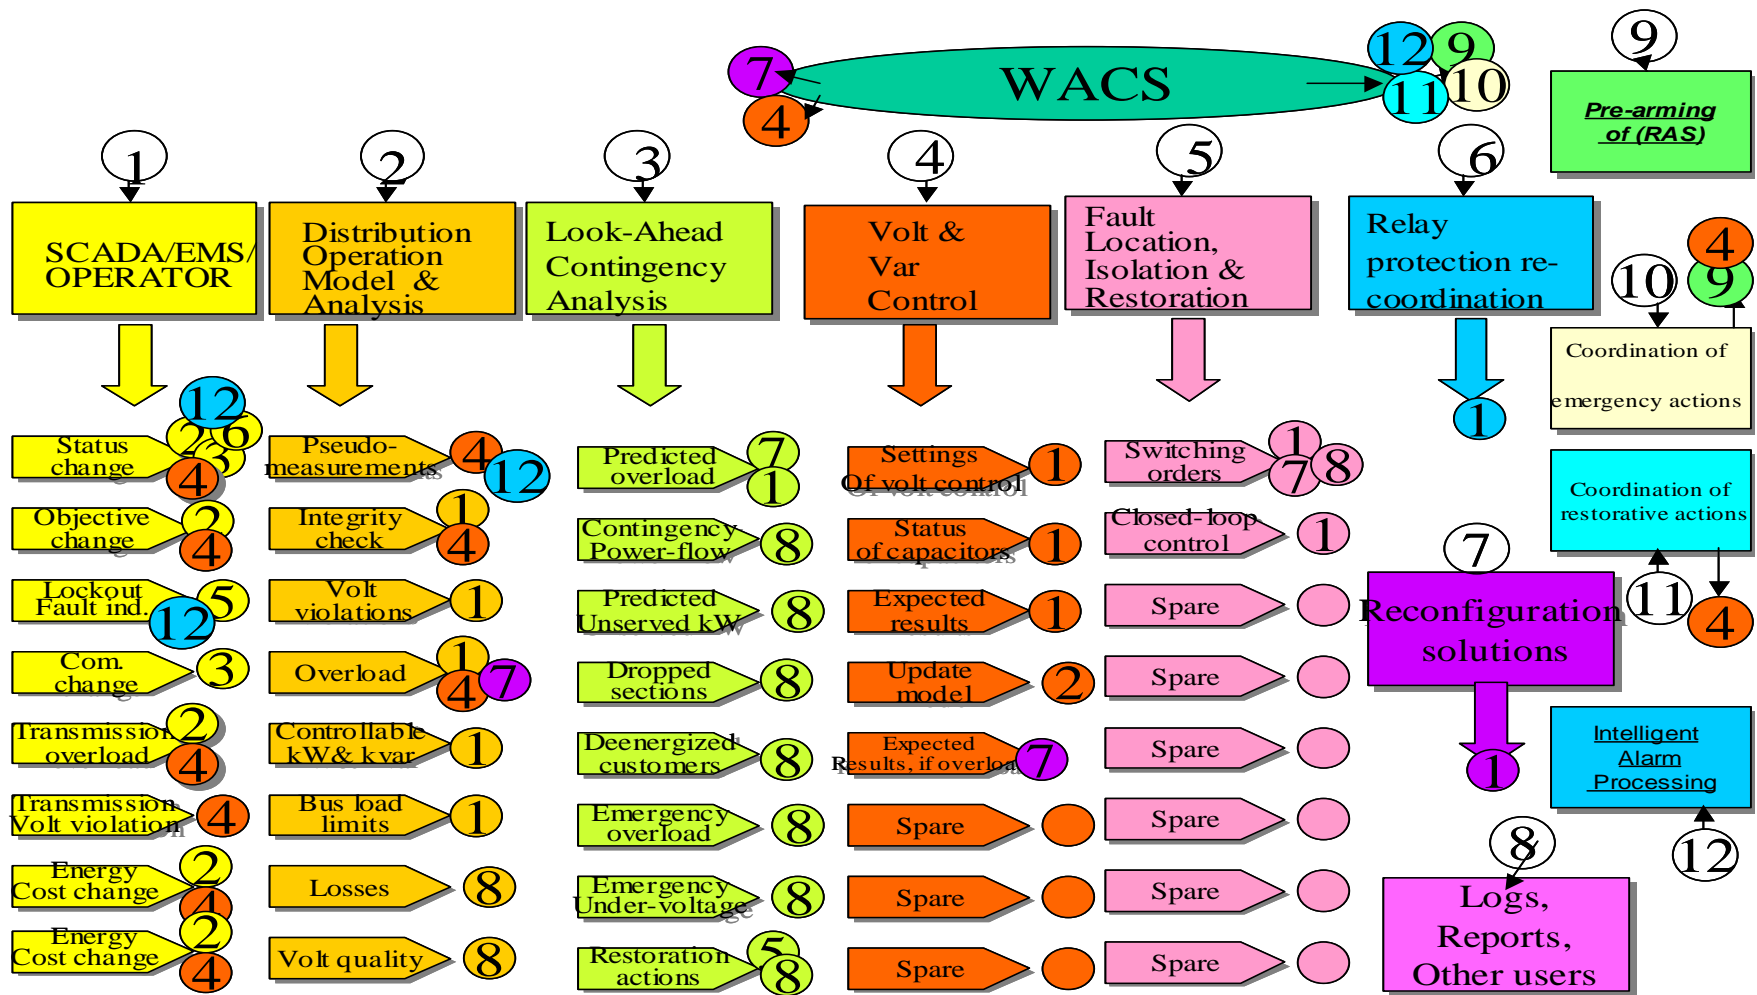 WACS
7
4
12
9
11
10
9
Pre-arming
of (RAS)
1
2
3
4
5
6
SCADA/EMS/
OPERATOR
Distribution
Operation
Model &
Analysis
Look-Ahead
Contingency
Analysis
Volt &
Var
Control
Fault
Location,
Isolation &
Restoration
Relay
protection re-
coordination
4
9
10
Coordination of
emergency actions
1
Status
change
12
2
6
3
4
Objective
change
2
4
Lockout
Fault ind.
5
12
Com.
change
3
Transmission
overload
2
4
Transmission
Volt violation
4
Energy
Cost change
2
4
Energy
Cost change
2
4
Pseudo-
measurements
4
12
Integrity
check
1
4
Volt
violations
1
Overload
1
4
7
Controllable
kW& kvar
1
Bus load
limits
1
Losses
8
Volt quality
8
Predicted
overload
7
1
Contingency-
Power-flow
8
Predicted
Unserved kW
8
Dropped
sections
8
Deenergized
customers
8
Emergency
overload
8
Emergency
Under-voltage
8
Restoration
actions
5
8
Settings
Of volt control
1
Status
of capacitors
1
Expected
results
1
Update
model
2
Expected
Results, if overload
7
Spare
Spare
Spare
Switching
orders
1
7
8
Closed-loop
control
1
Spare
Spare
Spare
Spare
Spare
Spare
Coordination of
restorative actions
11
4
7
Reconfiguration
solutions
1
Intelligent
Alarm
Processing
12
8
Logs,
Reports,
Other users